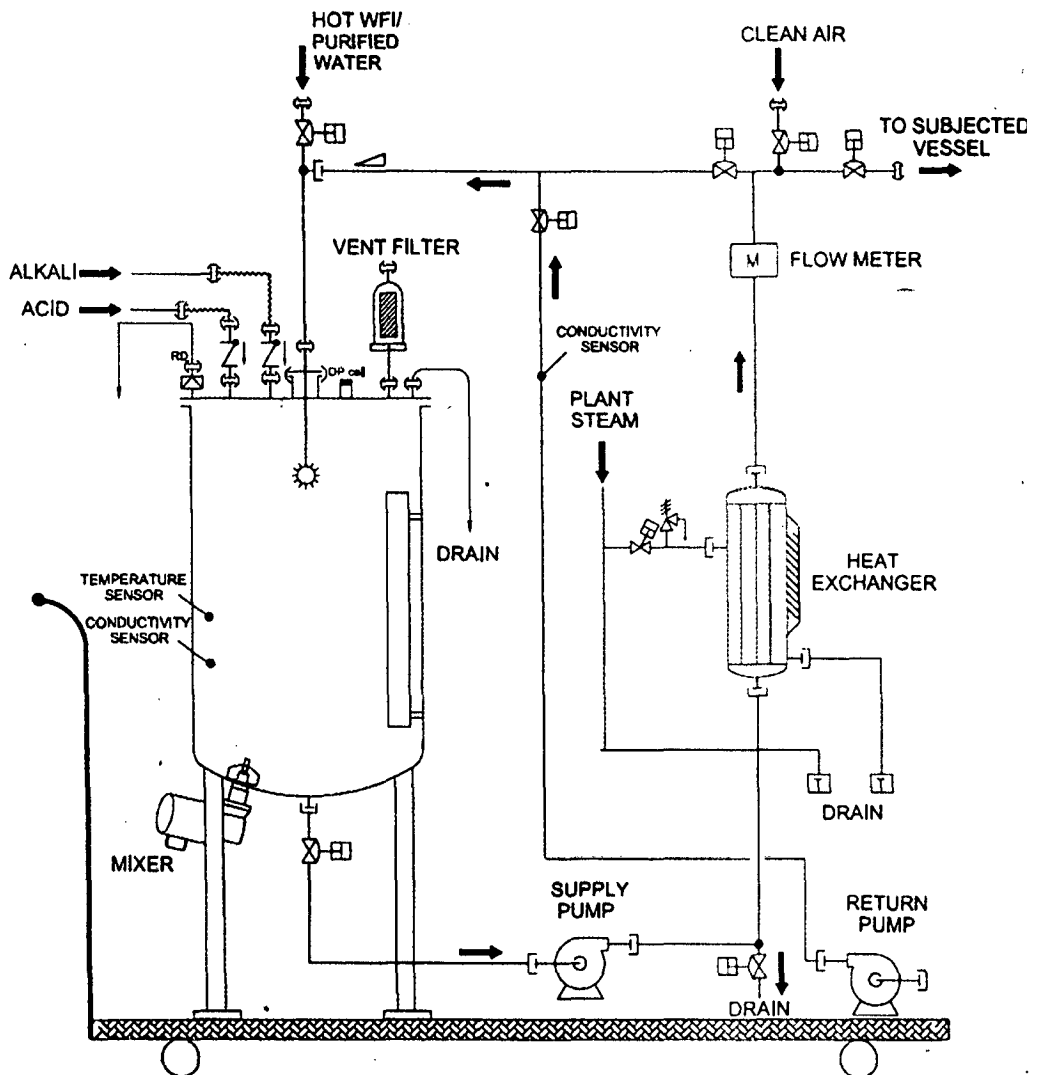 HOT WFI/
PURIFIED
WATER
CLEAN AIR
TO SUBJECTED
VESSEL
VENT FILTER
M
FLOW METER
ALKALI
ACID
CONDUCTIVITY
SENSOR
RD
DP cell
PLANT
STEAM
DRAIN
HEAT
EXCHANGER
TEMPERATURE
SENSOR
CONDUCTIVITY
SENSOR
T
T
DRAIN
MIXER
SUPPLY
PUMP
RETURN
PUMP
DRAIN